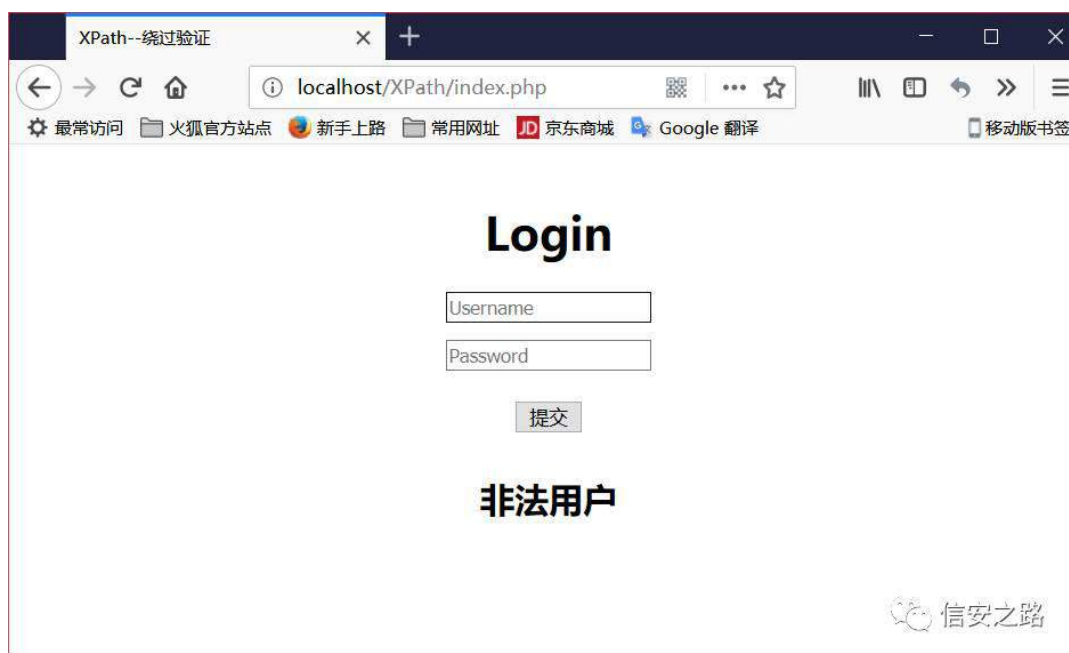 XPath--绕过验证
localhost/XPath/index.php
最常访问 火狐官方站点 新手上路 常用网址 JD 京东商城 Google 翻译 移动版书签
Login
Username
Password
提交
非法用户
信安之路